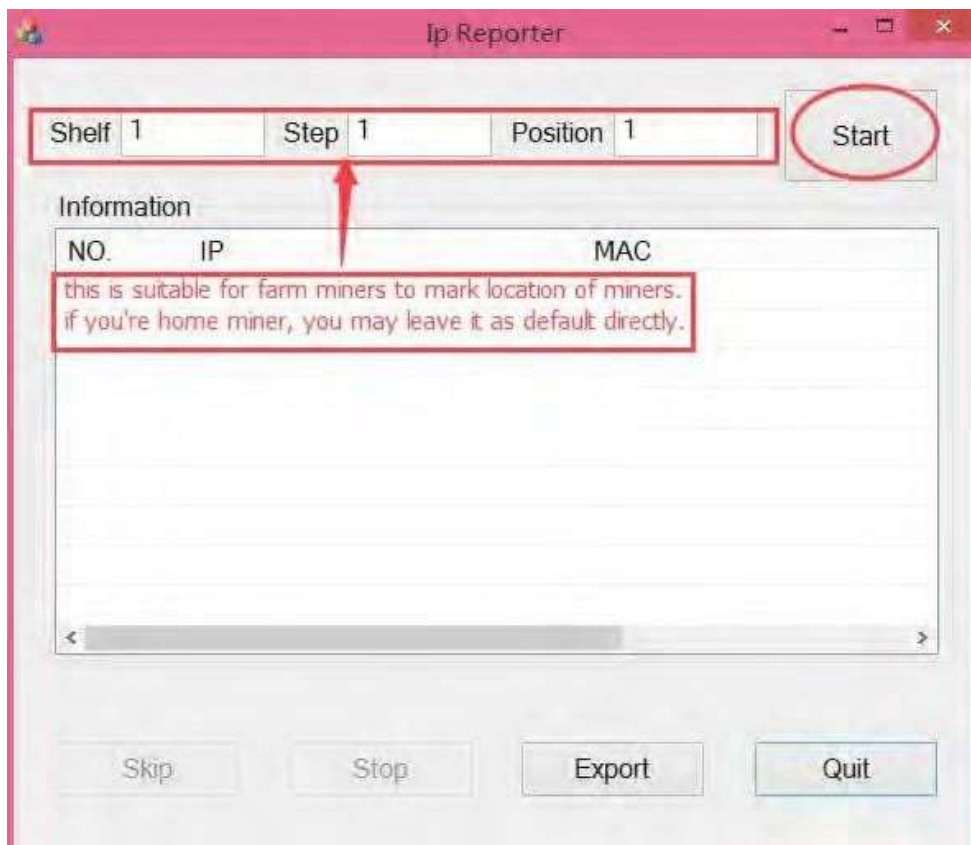 Ip Reporter
Shelf 1 Step 1 Position 1 Start
Information
NO. IP MAC
this is suitable for farm miners to mark location of miners.
if you're home miner, you may leave it as default directly.
Skip Stop Export Quit